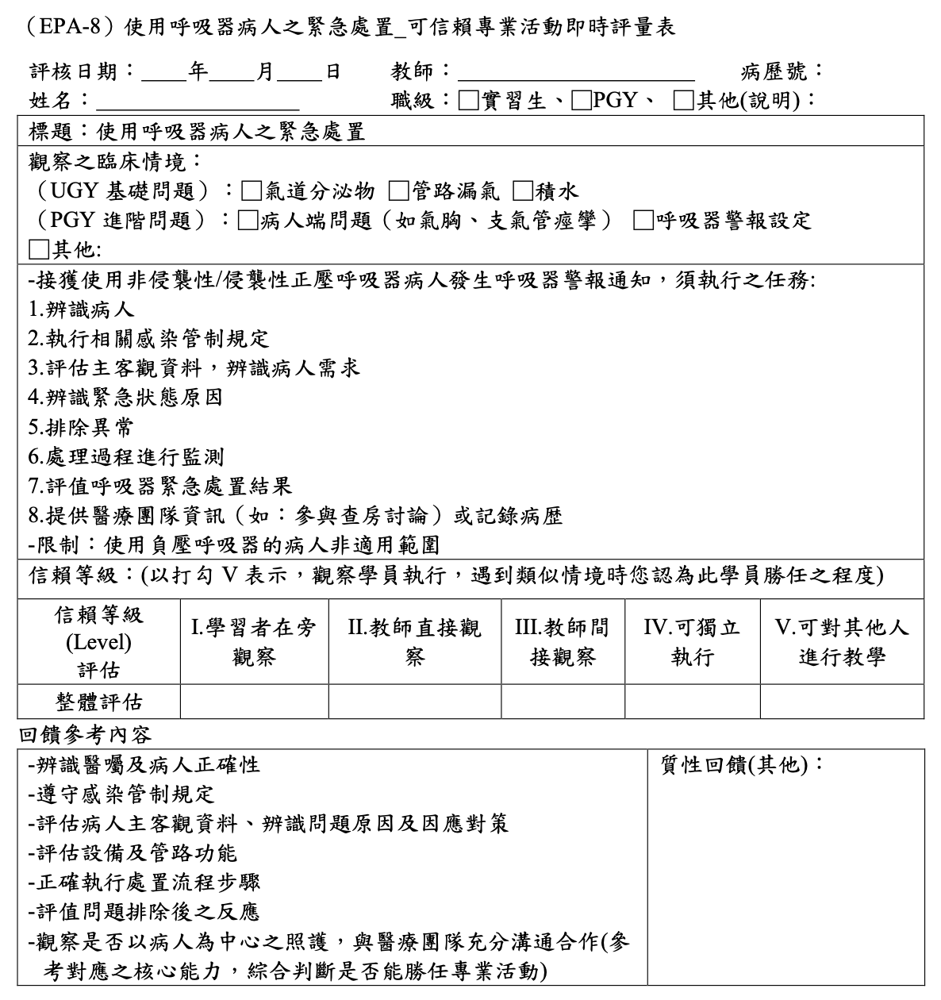 （EPA-8）使用呼吸器病人之緊急處置_可信賴專業活動即時評量表
評核日期：____年____月____日　教師：____________________　病歷號：
姓名：__________________　職級：□實習生、□PGY、 □其他(說明)：
標題：使用呼吸器病人之緊急處置
觀察之臨床情境：
（UGY 基礎問題）：□氣道分泌物 □管路漏氣 □積水
（PGY 進階問題）：□病人端問題（如氣胸、支氣管痙攣） □呼吸器警報設定
□其他:
-接獲使用非侵襲性/侵襲性正壓呼吸器病人發生呼吸器警報通知，須執行之任務:
1.辨識病人
2.執行相關感染管制規定
3.評估主客觀資料，辨識病人需求
4.辨識緊急狀態原因
5.排除異常
6.處理過程進行監測
7.評值呼吸器緊急處置結果
8.提供醫療團隊資訊（如：參與查房討論）或記錄病歷
-限制：使用負壓呼吸器的病人非適用範圍
信賴等級：(以打勾 V 表示，觀察學員執行，遇到類似情境時您認為此學員勝任之程度)
信賴等級
(Level)
評估
I.學習者在旁
觀察
II.教師直接觀
察
III.教師間
接觀察
IV.可獨立
執行
V.可對其他人
進行教學
整體評估
回饋參考內容
-辨識醫囑及病人正確性
-遵守感染管制規定
-評估病人主客觀資料、辨識問題原因及因應對策
-評估設備及管路功能
-正確執行處置流程步驟
-評值問題排除後之反應
-觀察是否以病人為中心之照護，與醫療團隊充分溝通合作(參
考對應之核心能力，綜合判斷是否能勝任專業活動)
質性回饋(其他)：